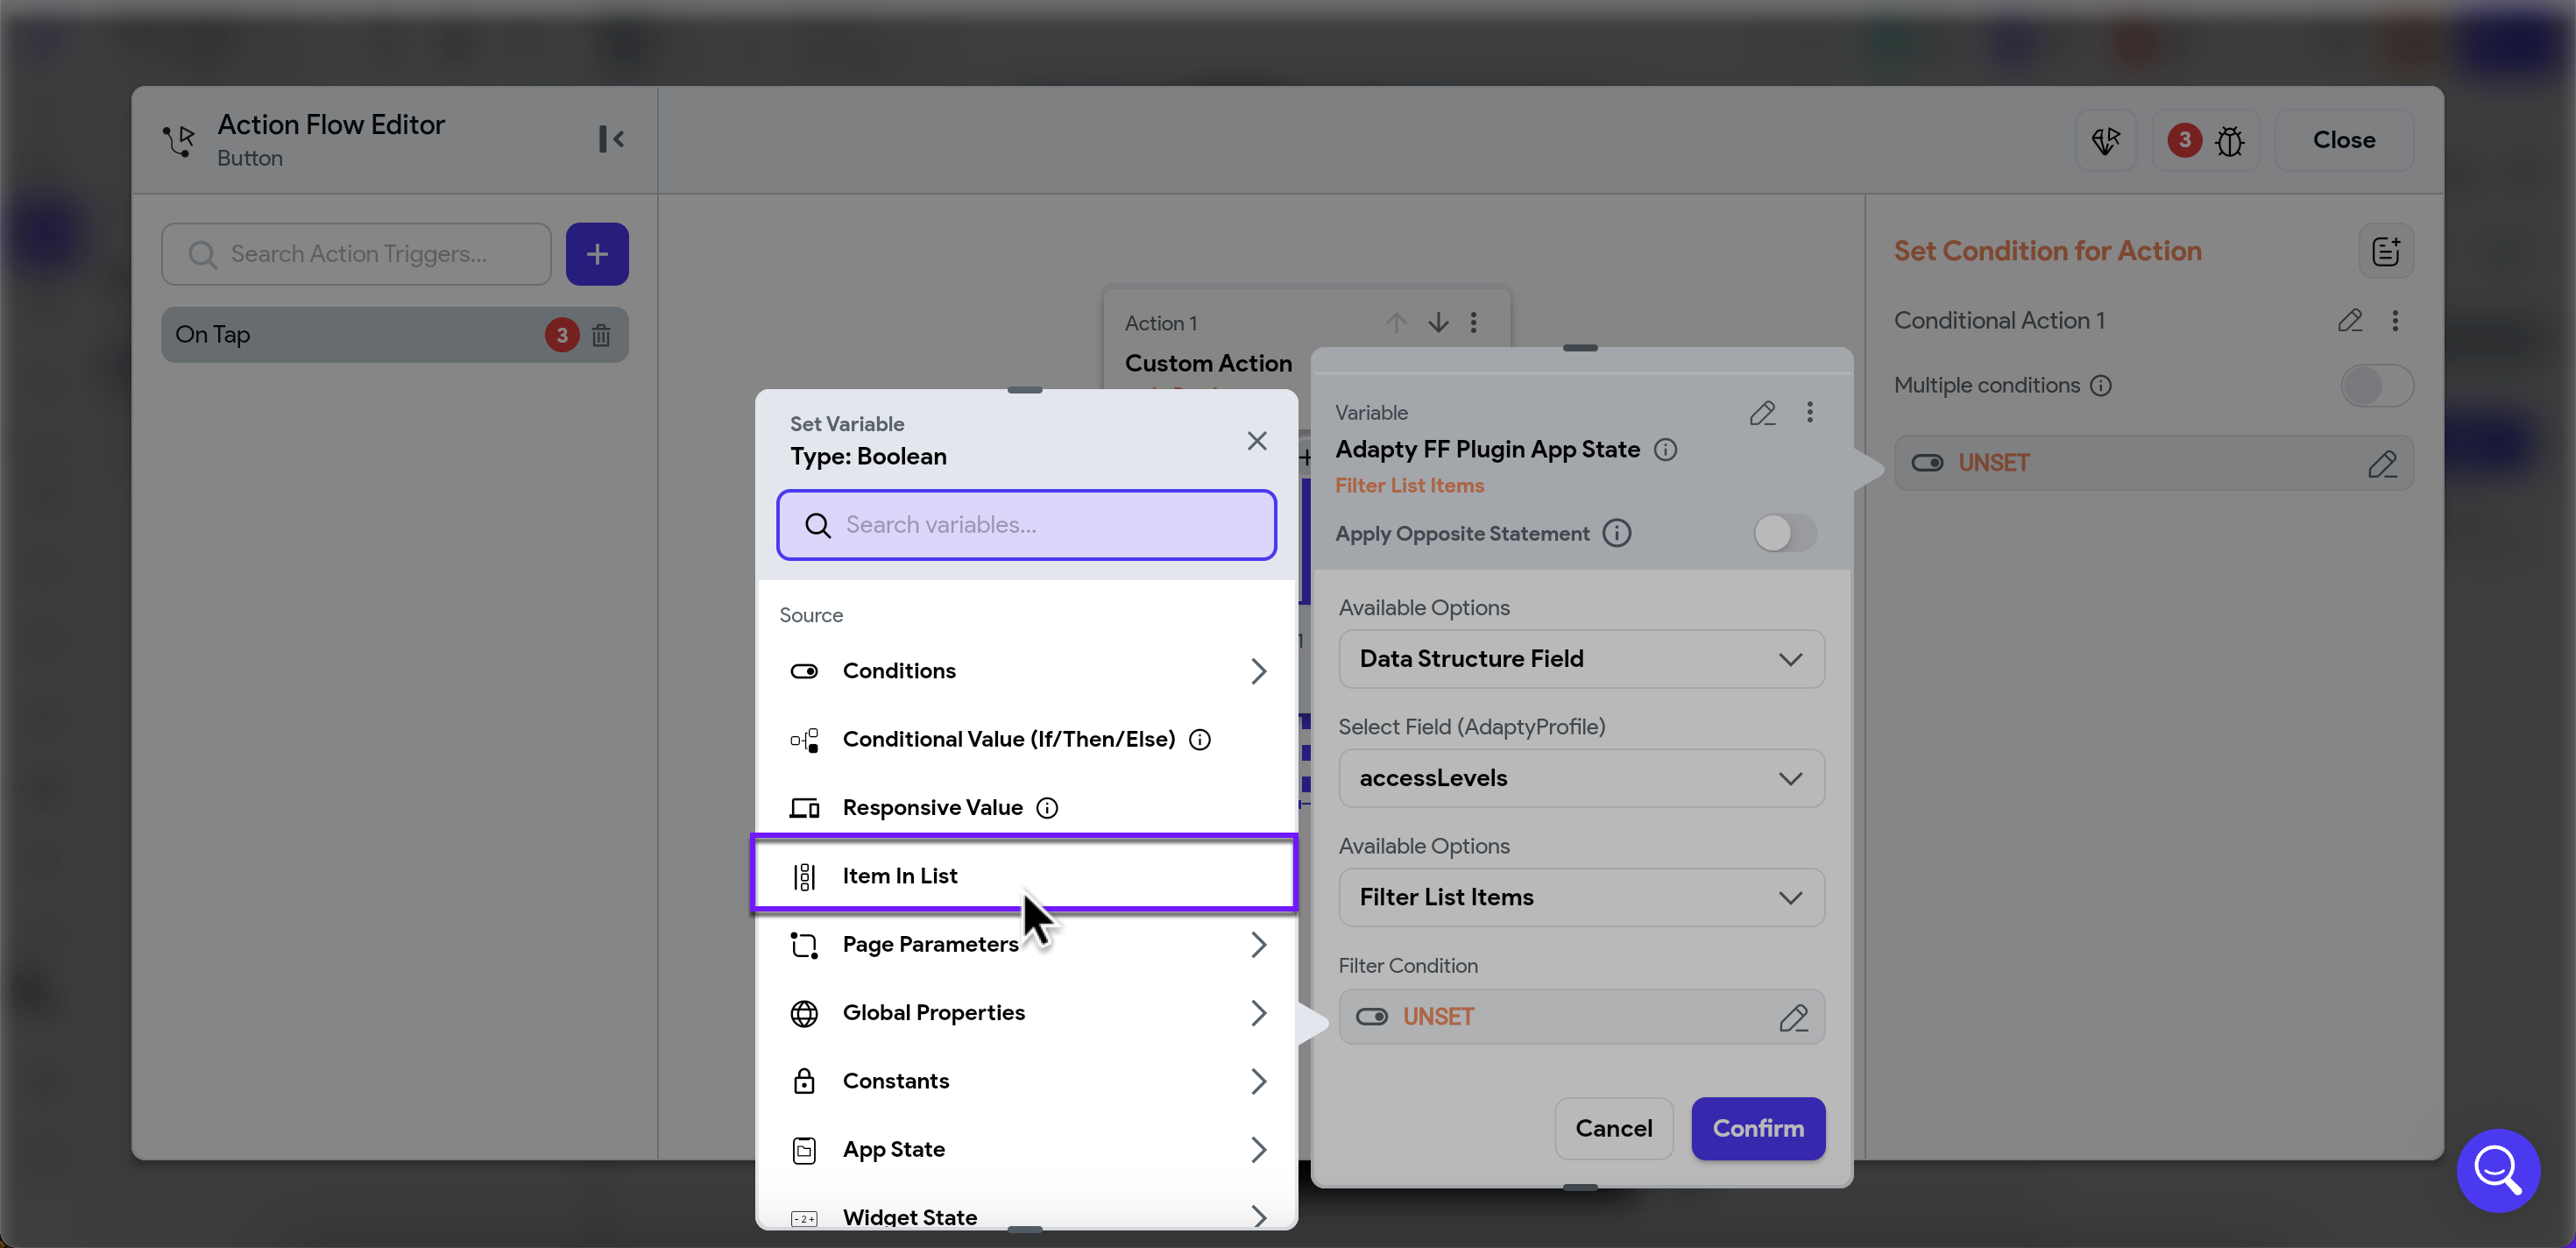 Action Flow Editor
Button
3
Close
Search Action Triggers...
+
On Tap
3
Action 1
Custom Action
Set Variable
Type: Boolean
Search variables...
Source
Conditions
Conditional Value (If/Then/Else)
Responsive Value
Item In List
Page Parameters
Global Properties
Constants
App State
Widget State
Variable
Adapty FF Plugin App State
Filter List Items
Apply Opposite Statement
Available Options
Data Structure Field
Select Field (AdaptyProfile)
accessLevels
Available Options
Filter List Items
Filter Condition
UNSET
Cancel
Confirm
Set Condition for Action
Conditional Action 1
Multiple conditions
UNSET